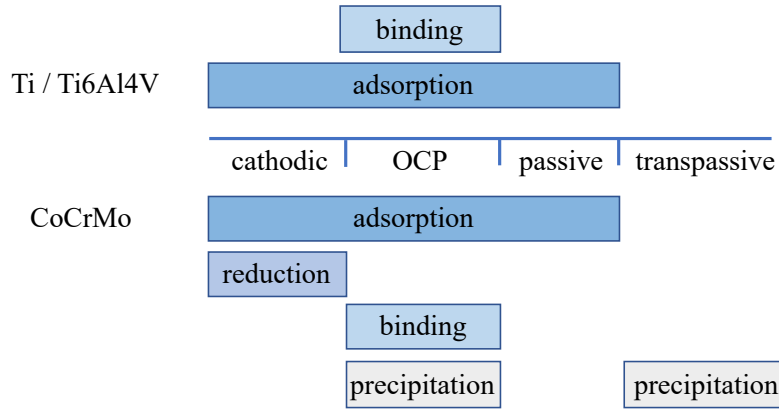 binding
Ti / Ti6Al4V adsorption
cathodic OCP passive transpassive
CoCrMo adsorption
reduction
binding
precipitation precipitation